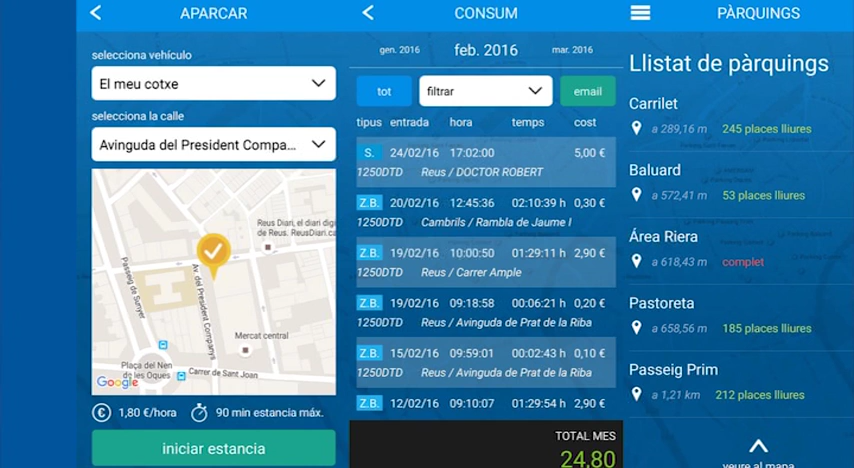 APARCAR
selecciona vehículo
El meu cotxe
selecciona la calle
Avinguda del President Compa...
Reus Diari, el diari digi
de Reus. ReusDiari.ca
Passeig de Sunyer
Av. del President Companys
Mercat central
Plaça del Nen
de les Oques
Carrer de Sant Joan
Google
1,80 €/hora
90 min estancia máx.
iniciar estancia
CONSUM
gen. 2016 feb. 2016 mar. 2016
tot filtrar email
tipus entrada hora temps cost
S. 24/02/16 17:02:00 5,00 €
1250DTD Reus / DOCTOR ROBERT
Z.B. 20/02/16 12:45:36 02:10:39 h 0,30 €
1250DTD Cambrils / Rambla de Jaume I
Z.B. 19/02/16 10:00:50 01:29:11 h 2,90 €
1250DTD Reus / Carrer Ample
Z.B. 19/02/16 09:18:58 00:06:21 h 0,20 €
1250DTD Reus / Avinguda de Prat de la Riba
Z.B. 15/02/16 09:59:01 00:02:43 h 0,10 €
1250DTD Reus / Avinguda de Prat de la Riba
Z.B. 12/02/16 09:10:07 01:29:54 h 2,90 €
TOTAL MES
24,80
PÀRQUINGS
Llistat de pàrquings
Carrilet
a 289,16 m 245 places lliures
Baluard
a 572,41 m 53 places lliures
Área Riera
a 618,43 m complet
Pastoreta
a 658,56 m 185 places lliures
Passeig Prim
a 1,21 km 212 places lliures
veure al mapa